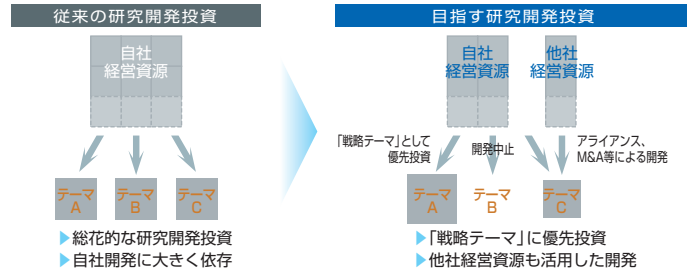 従来の研究開発投資
自社
経営資源
テーマ
A
テーマ
B
テーマ
C
▶総花的な研究開発投資
▶自社開発に大きく依存
目指す研究開発投資
自社
経営資源
他社
経営資源
「戦略テーマ」として
優先投資
開発中止
アライアンス、
M&A等による開発
テーマ
A
テーマ
B
テーマ
C
▶「戦略テーマ」に優先投資
▶他社経営資源も活用した開発